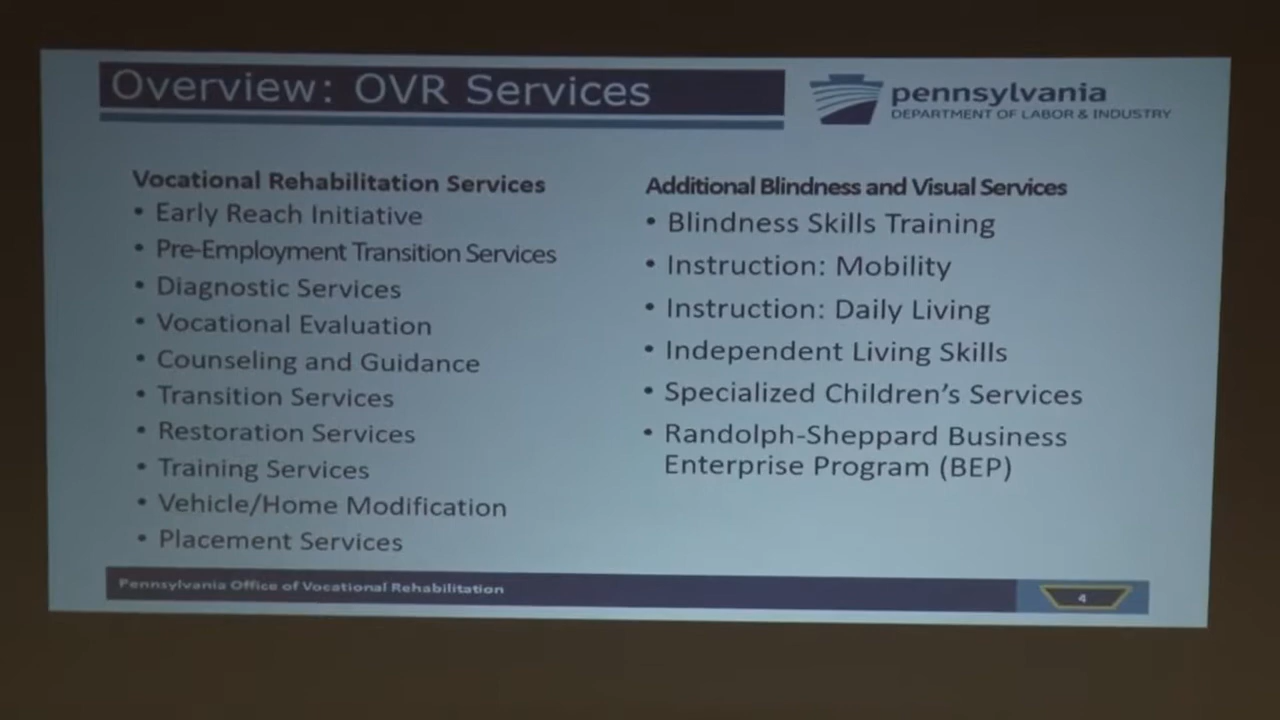 Overview: OVR Services
pennsylvania
DEPARTMENT OF LABOR & INDUSTRY
Vocational Rehabilitation Services
• Early Reach Initiative
• Pre-Employment Transition Services
• Diagnostic Services
• Vocational Evaluation
• Counseling and Guidance
• Transition Services
• Restoration Services
• Training Services
• Vehicle/Home Modification
• Placement Services
Additional Blindness and Visual Services
• Blindness Skills Training
• Instruction: Mobility
• Instruction: Daily Living
• Independent Living Skills
• Specialized Children’s Services
• Randolph-Sheppard Business
Enterprise Program (BEP)
Pennsylvania Office of Vocational Rehabilitation
4